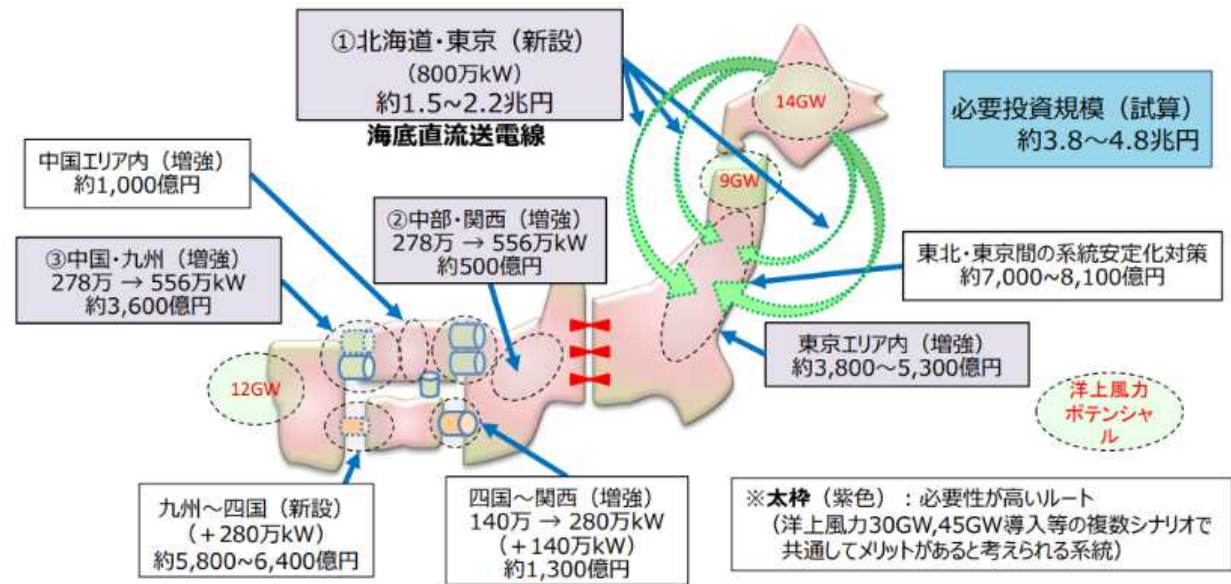 ①北海道・東京（新設）
(800万kW)
約1.5~2.2兆円
海底直流送電線
14GW
9GW
必要投資規模（試算）
約3.8～4.8兆円
中国エリア内（増強）
約1,000億円
②中部・関西（増強）
278万 → 556万kW
約500億円
③中国・九州（増強）
278万 → 556万kW
約3,600億円
東北・東京間の系統安定化対策
約7,000~8,100億円
東京エリア内（増強）
約3,800～5,300億円
12GW
洋上風力
ポテンシャ
ル
九州～四国（新設）
(＋280万kW)
約5,800~6,400億円
四国～関西（増強）
140万 → 280万kW
(＋140万kW)
約1,300億円
※太枠（紫色）：必要性が高いルート
（洋上風力30GW,45GW導入等の複数シナリオで
共通してメリットがあると考えられる系統）